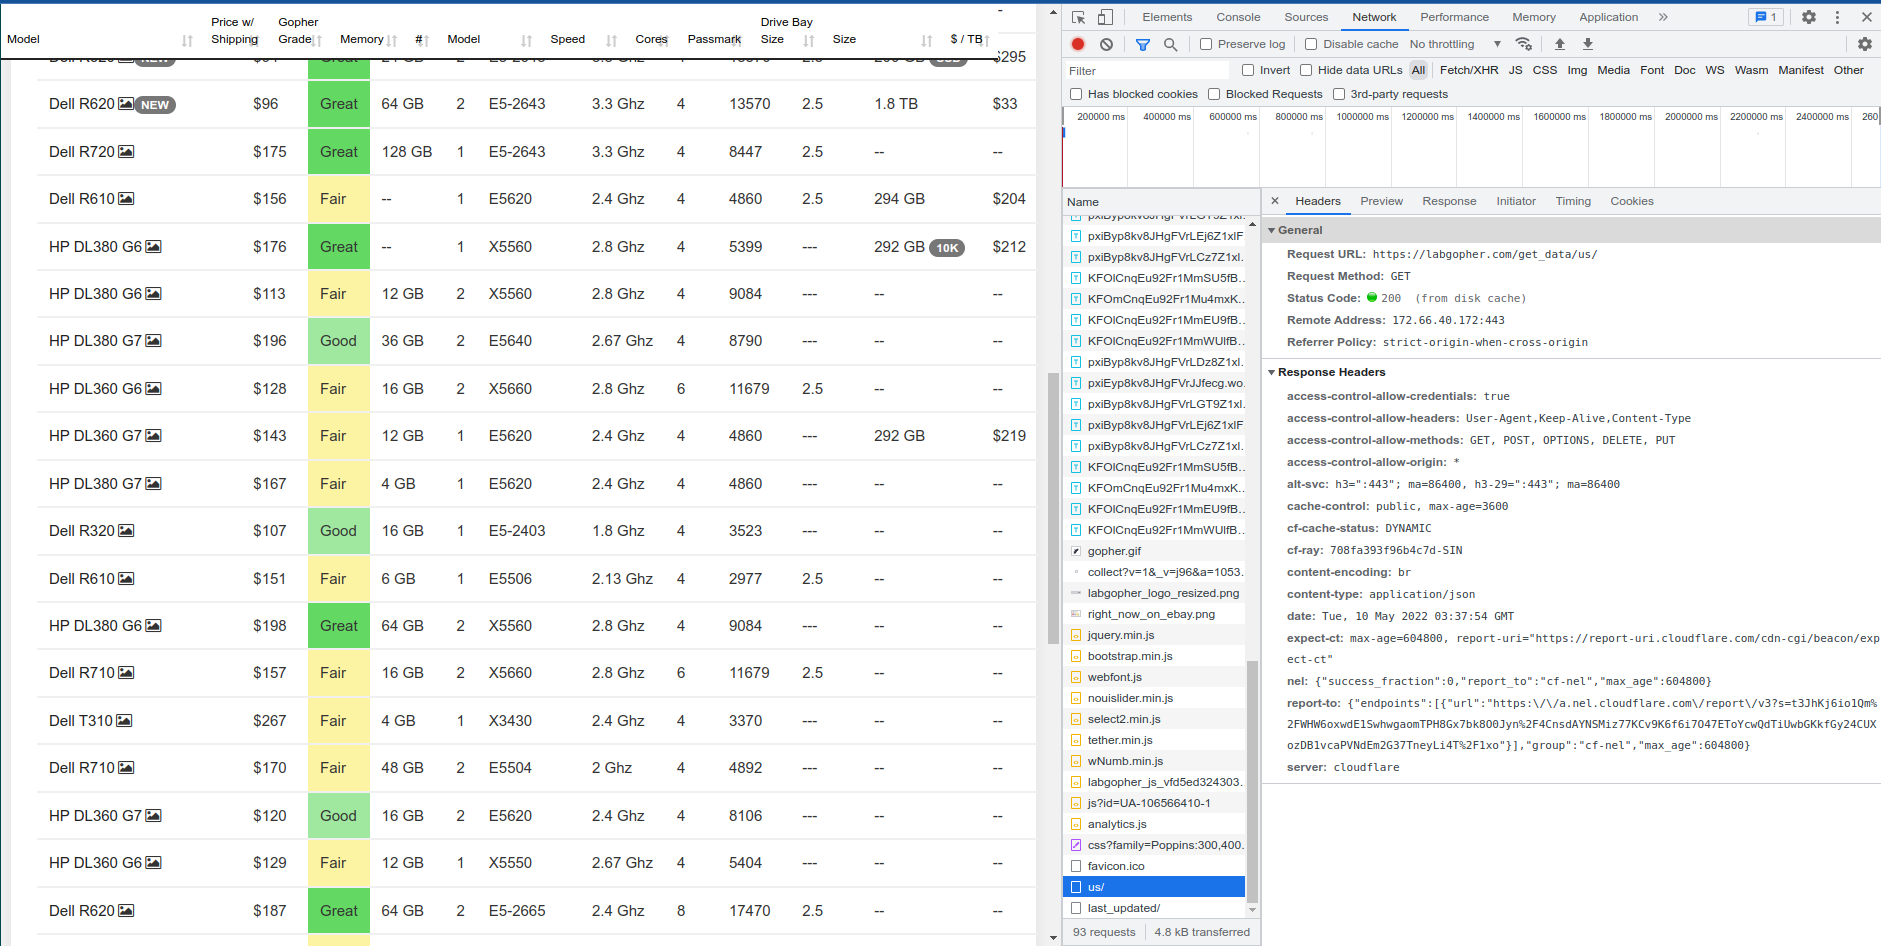 Model
Price w/ Shipping
Gopher Grade
Memory
#
Model
Speed
Cores
Passmark
Drive Bay Size
Size
$ / TB
$295
Dell R620 NEW $96 Great 64 GB 2 E5-2643 3.3 Ghz 4 13570 2.5 1.8 TB $33
Dell R720 $175 Great 128 GB 1 E5-2643 3.3 Ghz 4 8447 2.5 -- --
Dell R610 $156 Fair -- 1 E5620 2.4 Ghz 4 4860 2.5 294 GB $204
HP DL380 G6 $176 Great -- 1 X5560 2.8 Ghz 4 5399 --- 292 GB 10K $212
HP DL380 G6 $113 Fair 12 GB 2 X5560 2.8 Ghz 4 9084 --- -- --
HP DL380 G7 $196 Good 36 GB 2 E5640 2.67 Ghz 4 8790 --- -- --
HP DL360 G6 $128 Fair 16 GB 2 X5660 2.8 Ghz 6 11679 2.5 -- --
HP DL360 G7 $143 Fair 12 GB 1 E5620 2.4 Ghz 4 4860 --- 292 GB $219
HP DL380 G7 $167 Fair 4 GB 1 E5620 2.4 Ghz 4 4860 --- -- --
Dell R320 $107 Good 16 GB 1 E5-2403 1.8 Ghz 4 3523 --- -- --
Dell R610 $151 Fair 6 GB 1 E5506 2.13 Ghz 4 2977 2.5 -- --
HP DL380 G6 $198 Great 64 GB 2 X5560 2.8 Ghz 4 9084 --- -- --
Dell R710 $157 Fair 16 GB 2 X5660 2.8 Ghz 6 11679 2.5 -- --
Dell T310 $267 Fair 4 GB 1 X3430 2.4 Ghz 4 3370 --- -- --
Dell R710 $170 Fair 48 GB 2 E5504 2 Ghz 4 4892 --- -- --
HP DL360 G7 $120 Good 16 GB 2 E5620 2.4 Ghz 4 8106 --- -- --
HP DL360 G6 $129 Fair 12 GB 1 X5550 2.67 Ghz 4 5404 --- -- --
Dell R620 $187 Great 64 GB 2 E5-2665 2.4 Ghz 8 17470 2.5 -- --
Elements Console Sources Network Performance Memory Application » 1
Preserve log Disable cache No throttling
Filter Invert Hide data URLs All Fetch/XHR JS CSS Img Media Font Doc WS Wasm Manifest Other
Has blocked cookies Blocked Requests 3rd-party requests
200000 ms 400000 ms 600000 ms 800000 ms 1000000 ms 1200000 ms 1400000 ms 1600000 ms 1800000 ms 2000000 ms 2200000 ms 2400000 ms 260
Name
pxiByp8kv8JHgFVrLGT9Z1xl.
pxiByp8kv8JHgFVrLEj6Z1xlF
pxiByp8kv8JHgFVrLCz7Z1xl.
KFOlCnqEu92Fr1MmSU5fB...
KFOmCnqEu92Fr1Mu4mxK...
KFOlCnqEu92Fr1MmEU9fB...
KFOlCnqEu92Fr1MmWUlfB...
pxiByp8kv8JHgFVrLDz8Z1xl.
pxiEyp8kv8JHgFVrJJfecg.wo.
pxiByp8kv8JHgFVrLGT9Z1xl.
pxiByp8kv8JHgFVrLEj6Z1xlF
pxiByp8kv8JHgFVrLCz7Z1xl.
KFOlCnqEu92Fr1MmSU5fB...
KFOmCnqEu92Fr1Mu4mxK...
KFOlCnqEu92Fr1MmEU9fB...
KFOlCnqEu92Fr1MmWUlfB...
gopher.gif
collect?v=1&_v=j96&a=1053.
labgopher_logo_resized.png
right_now_on_ebay.png
jquery.min.js
bootstrap.min.js
webfont.js
nouislider.min.js
select2.min.js
tether.min.js
wNumb.min.js
labgopher_js_vfd5ed324303.
js?id=UA-106566410-1
analytics.js
css?family=Poppins:300,400.
favicon.ico
us/
last_updated/
93 requests 4.8 kB transferred
Headers Preview Response Initiator Timing Cookies
General
Request URL: https://labgopher.com/get_data/us/
Request Method: GET
Status Code: 200 (from disk cache)
Remote Address: 172.66.40.172:443
Referrer Policy: strict-origin-when-cross-origin
Response Headers
access-control-allow-credentials: true
access-control-allow-headers: User-Agent,Keep-Alive,Content-Type
access-control-allow-methods: GET, POST, OPTIONS, DELETE, PUT
access-control-allow-origin: *
alt-svc: h3=":443"; ma=86400, h3-29=":443"; ma=86400
cache-control: public, max-age=3600
cf-cache-status: DYNAMIC
cf-ray: 708fa393f96b4c7d-SIN
content-encoding: br
content-type: application/json
date: Tue, 10 May 2022 03:37:54 GMT
expect-ct: max-age=604800, report-uri="https://report-uri.cloudflare.com/cdn-cgi/beacon/exp
ect-ct"
nel: {"success_fraction":0,"report_to":"cf-nel","max_age":604800}
report-to: {"endpoints":[{"url":"https:\/\/a.nel.cloudflare.com\/report\/v3?s=t3JhKj6io1Qm%
2FWHW6oxwdE1SwhwgaomTPH8Gx7bk8O0Jyn%2F4CnsdAYNSMiz77KCv9K6f6i7O47EToYcwQdTiUwbGKkfGy24CUX
ozDB1vcaPVNdEm2G37TneyLi4T%2F1xo"}],"group":"cf-nel","max_age":604800}
server: cloudflare